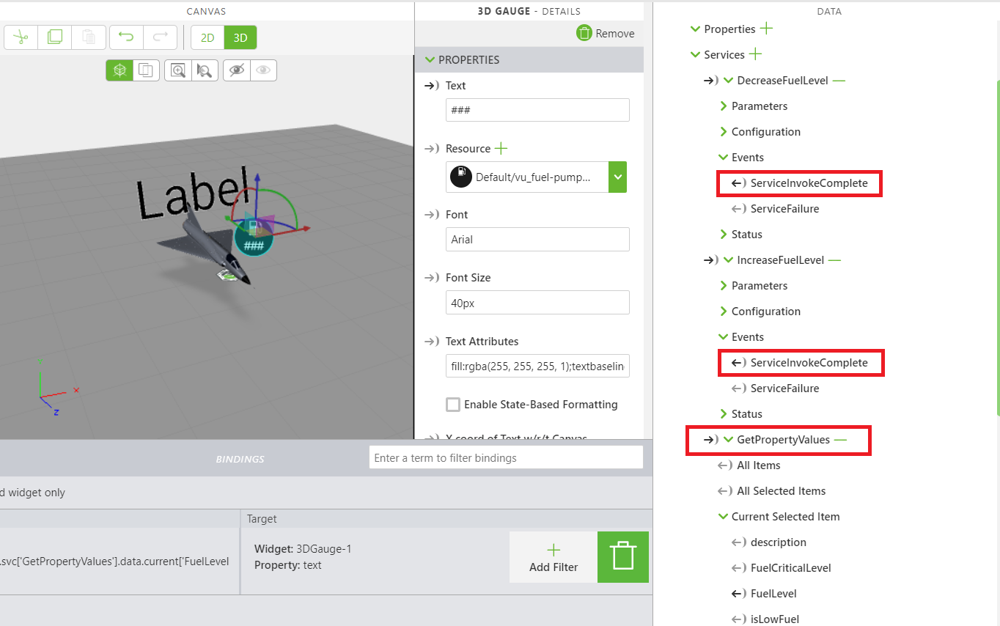 CANVAS
2D
3D
Label
###
Y
X
Z
3D GAUGE - DETAILS
Remove
PROPERTIES
Text
###
Resource
Default/vu_fuel-pump...
Font
Arial
Font Size
40px
Text Attributes
fill:rgba(255, 255, 255, 1);textbaselin
Enable State-Based Formatting
X coord of Text w/r/t Canvas
BINDINGS
Enter a term to filter bindings
d widget only
Target
.svc['GetPropertyValues'].data.current['FuelLevel
Widget: 3DGauge-1
Property: text
Add Filter
DATA
Properties
Services
DecreaseFuelLevel
Parameters
Configuration
Events
ServiceInvokeComplete
ServiceFailure
Status
IncreaseFuelLevel
Parameters
Configuration
Events
ServiceInvokeComplete
ServiceFailure
Status
GetPropertyValues
All Items
All Selected Items
Current Selected Item
description
FuelCriticalLevel
FuelLevel
isLowFuel